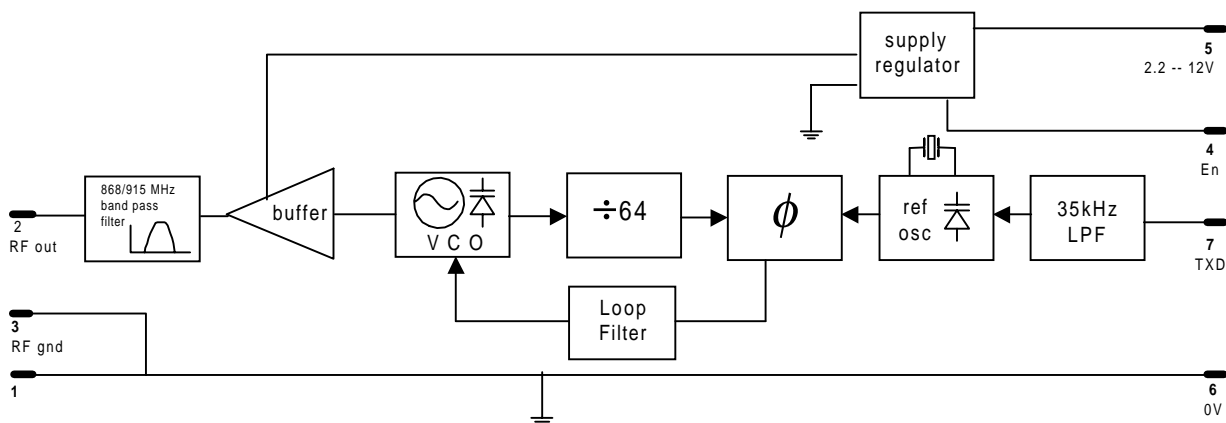 supply
regulator
5
2.2 -- 12V
4
En
868/915 MHz
band pass
filter
buffer
V C O
÷64
ϕ
ref
osc
35kHz
LPF
2
RF out
7
TXD
Loop
Filter
3
RF gnd
1
6
0V